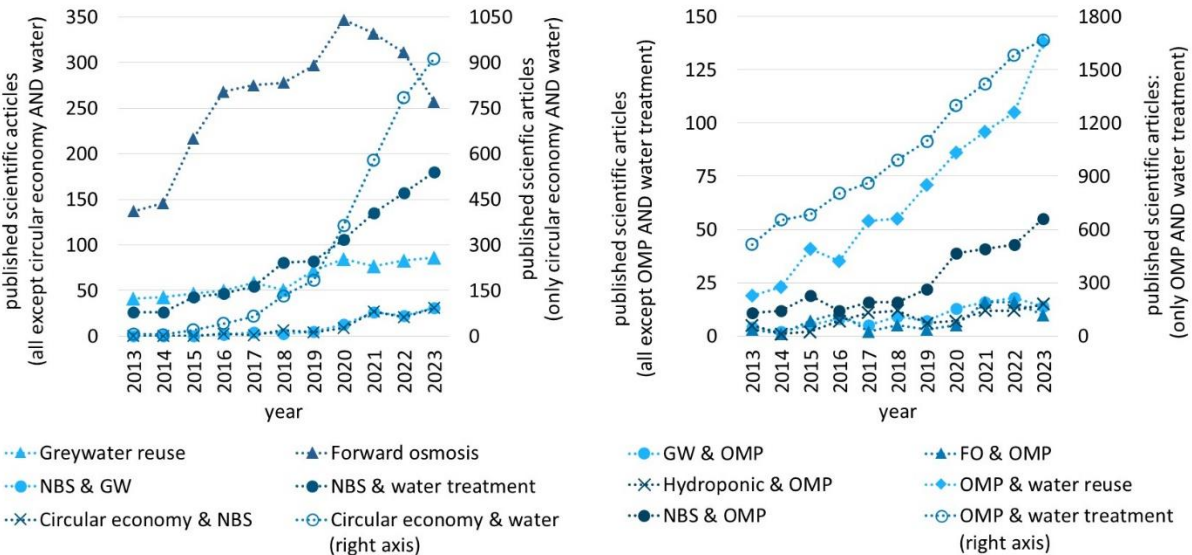 published scientific acticles
(all except circular economy AND water)
350
300
250
200
150
100
50
0
1050
900
750
600
450
300
150
0
published scienfic articles
(only circular economy AND water)
2013
2014
2015
2016
2017
2018
2019
2020
2021
2022
2023
year
Greywater reuse
Forward osmosis
NBS & GW
NBS & water treatment
Circular economy & NBS
Circular economy & water
(right axis)
published scientific articles
(all except OMP AND water treatment)
150
125
100
75
50
25
0
1800
1500
1200
900
600
300
0
published scientific articles:
(only OMP AND water treatment)
2013
2014
2015
2016
2017
2018
2019
2020
2021
2022
2023
year
GW & OMP
FO & OMP
Hydroponic & OMP
OMP & water reuse
NBS & OMP
OMP & water treatment
(right axis)